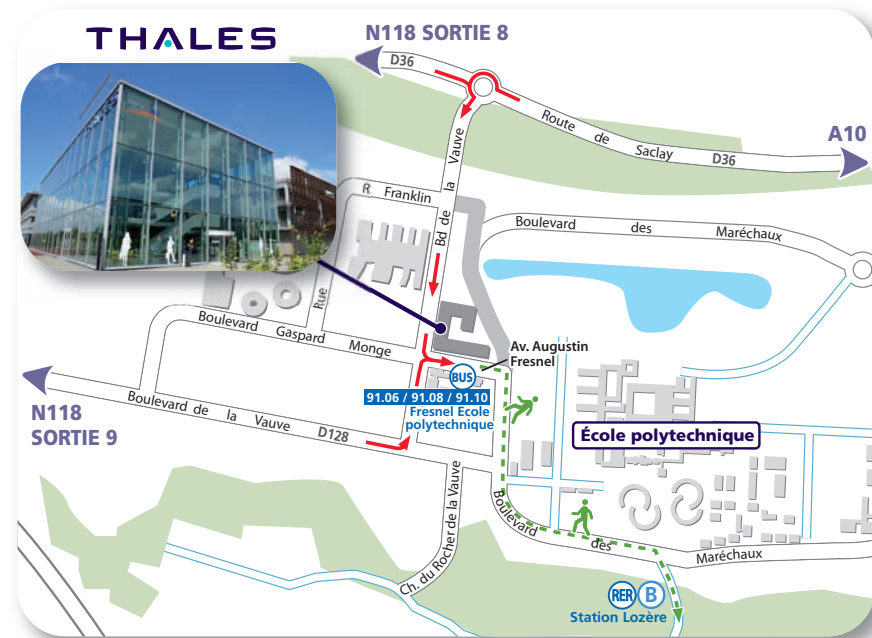 THALES
N118 SORTIE 8
D36
Route de Saclay D36
A10
R Franklin
Bd de la Vauve
Boulevard des Maréchaux
Rue
Boulevard Gaspard Monge
Av. Augustin
Fresnel
BUS
91.06 / 91.08 / 91.10
Fresnel Ecole
polytechnique
N118
SORTIE 9
Boulevard de la Vauve D128
École polytechnique
Ch. du Rocher de la Vauve
Boulevard des Maréchaux
RER B
Station Lozère